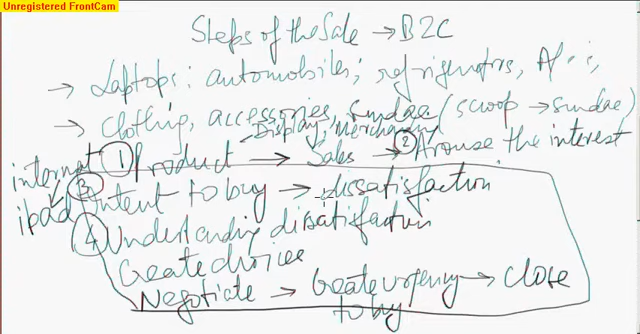 Unregistered FrontCam
Steps of the Sale → B2C
→ Laptops: automobiles; refrigerators, A/c's,
→ Clothing, accessories, sundae (scoop → sundae)
Display, Merchand
internet ① Product → Sales → ② Arouse the interest
③ intent to buy → dissatisfaction
ipad
④ Understanding dissatisfaction
Create choices
Negotiate → Create urgency → close
to buy